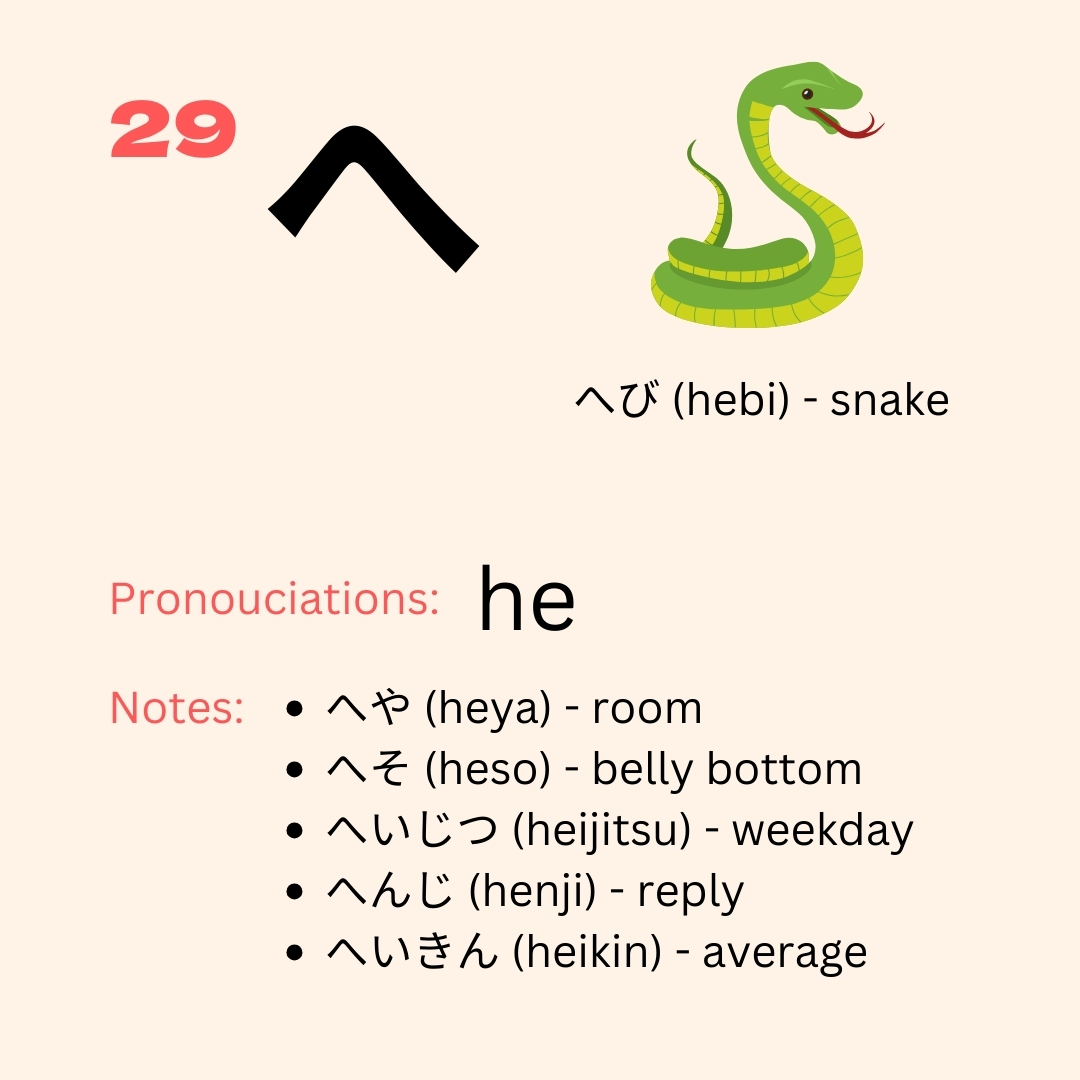 29
へ
へび (hebi) - snake
Pronouciations: he
Notes:
• へや (heya) - room
• へそ (heso) - belly bottom
• へいじつ (heijitsu) - weekday
• へんじ (henji) - reply
• へいきん (heikin) - average